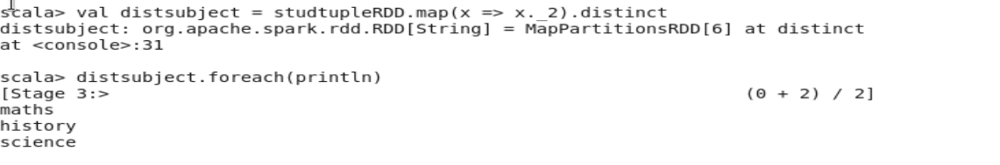 scala> val distsubject = studtupleRDD.map(x => x._2).distinct
distsubject: org.apache.spark.rdd.RDD[String] = MapPartitionsRDD[6] at distinct
at <console>:31
scala> distsubject.foreach(println)
[Stage 3:> (0 + 2) / 2]
maths
history
science